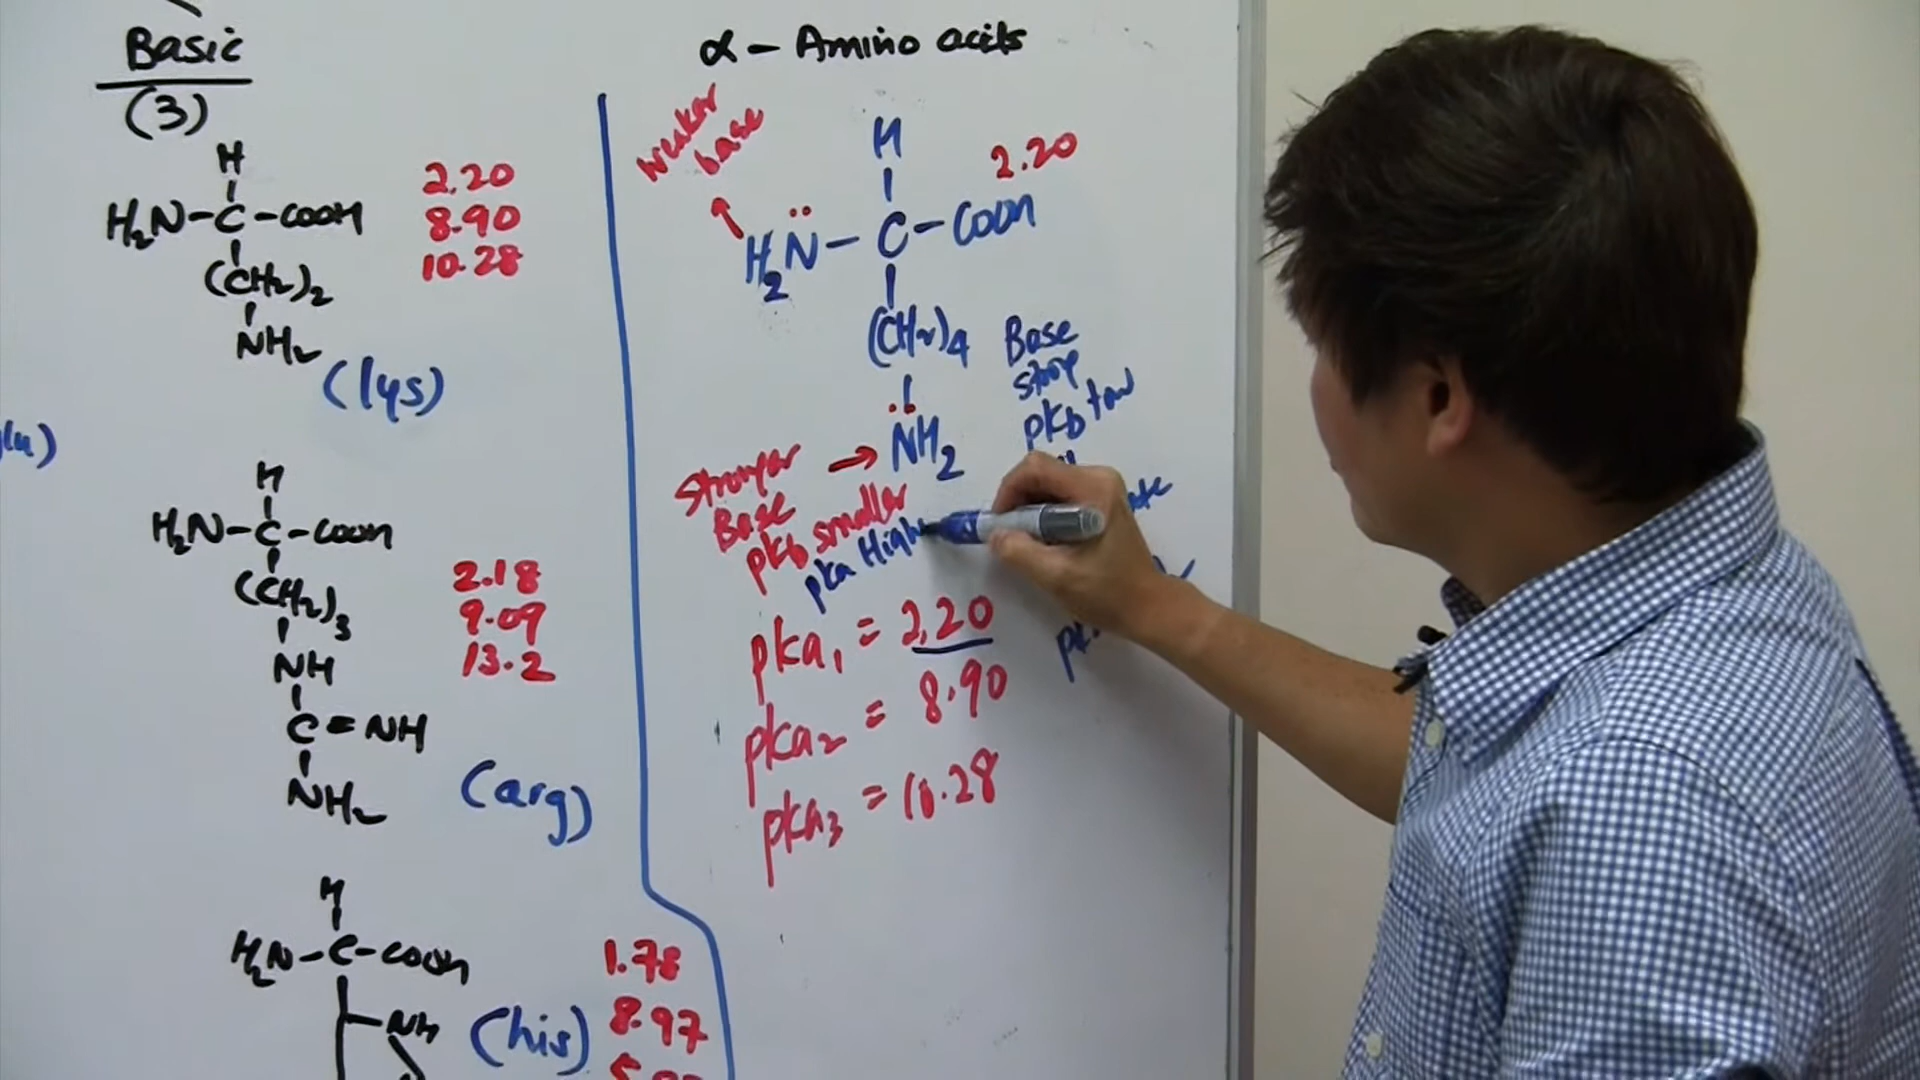 Basic
(3)
H
H₂N-C-COOH
(CH₂)₂
NH₂
(lys)
2.20
8.90
10.28
H
H₂N-C-COOH
(CH₂)₃
NH
C=NH
NH₂
(arg)
2.18
9.09
13.2
H
H₂N-C-COOH
NH
(his)
1.78
8.97
α - Amino acids
weaker
base
H
2.20
H₂N - C - COOH
(CH₂)₄
NH₂
Base
strong
pKb low
Stronger
Base
pKb smaller
pka High
pka₁ = 2.20
pka₂ = 8.90
pka₃ = 10.28